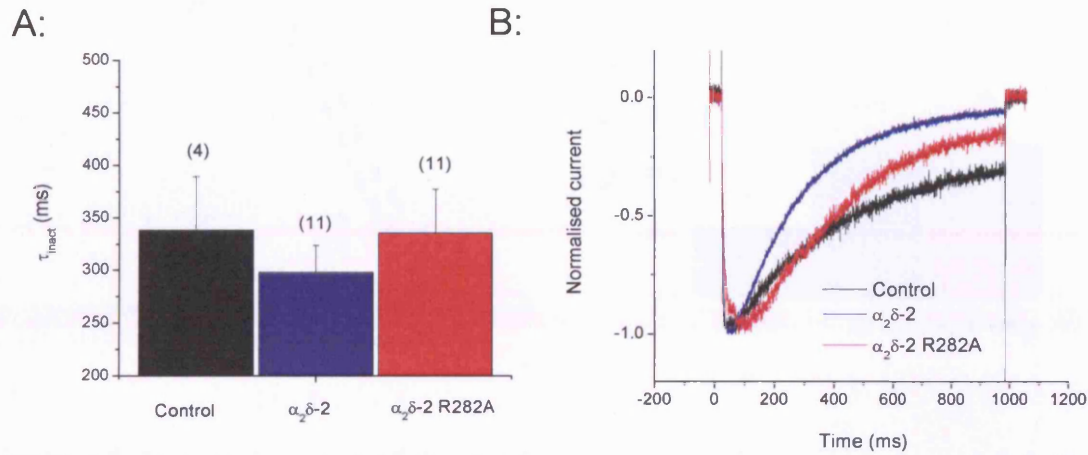 A:
500
450
400
350
300
250
200
τinact (ms)
(4)
(11)
(11)
Control
α2δ-2
α2δ-2 R282A
B:
0.0
-0.5
-1.0
Normalised current
Control
α2δ-2
α2δ-2 R282A
-200
0
200
400
600
800
1000
1200
Time (ms)